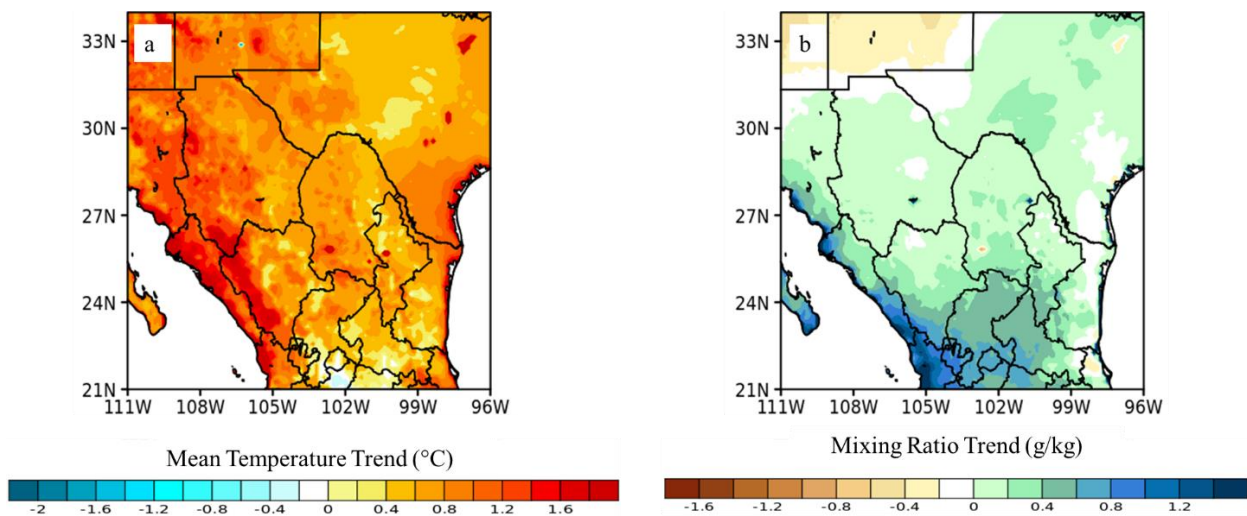 a
33N
30N
27N
24N
21N
111W 108W 105W 102W 99W 96W
Mean Temperature Trend (°C)
-2 -1.6 -1.2 -0.8 -0.4 0 0.4 0.8 1.2 1.6
b
33N
30N
27N
24N
21N
111W 108W 105W 102W 99W 96W
Mixing Ratio Trend (g/kg)
-1.6 -1.2 -0.8 -0.4 0 0.4 0.8 1.2